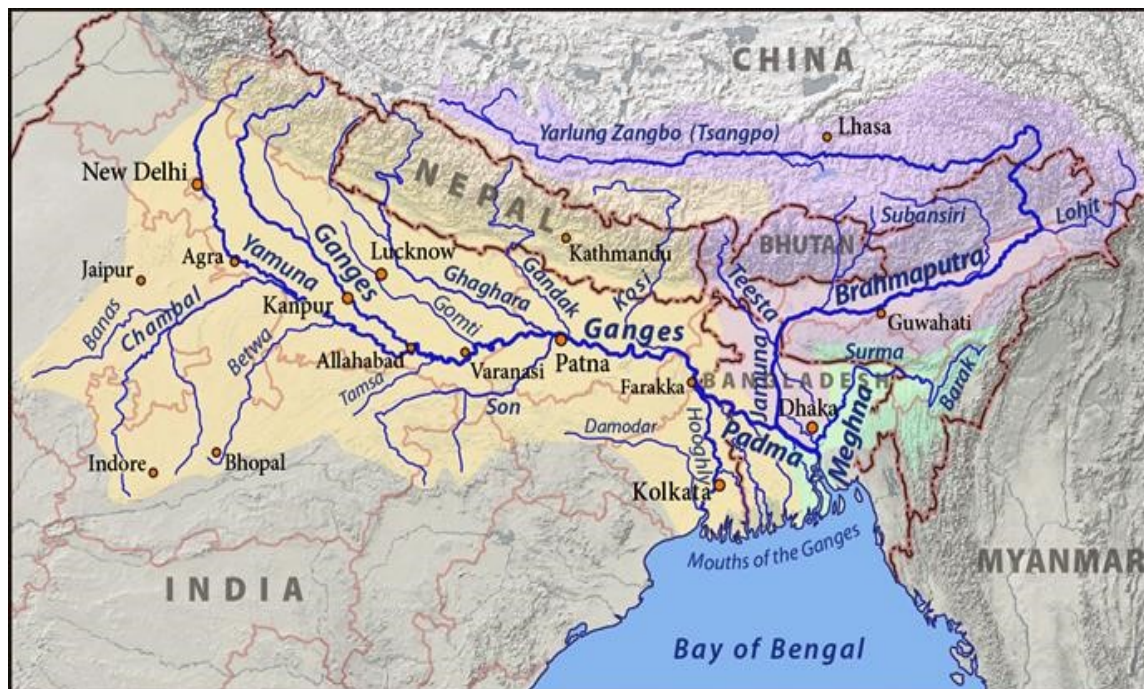 CHINA
Yarlung Zangbo (Tsangpo)
Lhasa
New Delhi
NEPAL
Subansiri
Lohit
BHUTAN
Kathmandu
Agra
Yamuna
Ganges
Lucknow
Jaipur
Ghaghara
Gandak
Kosi
Teesta
Brahmaputra
Banas
Chambal
Kanpur
Gomti
Ganges
Guwahati
Betwa
Allahabad
Varanasi
Patna
Surma
Tamsa
Farakka
BANGLADESH
Jamuna
Barak
Son
Dhaka
Meghna
Damodar
Hooghly
Padma
Indore
Bhopal
Kolkata
Mouths of the Ganges
INDIA
MYANMAR
Bay of Bengal